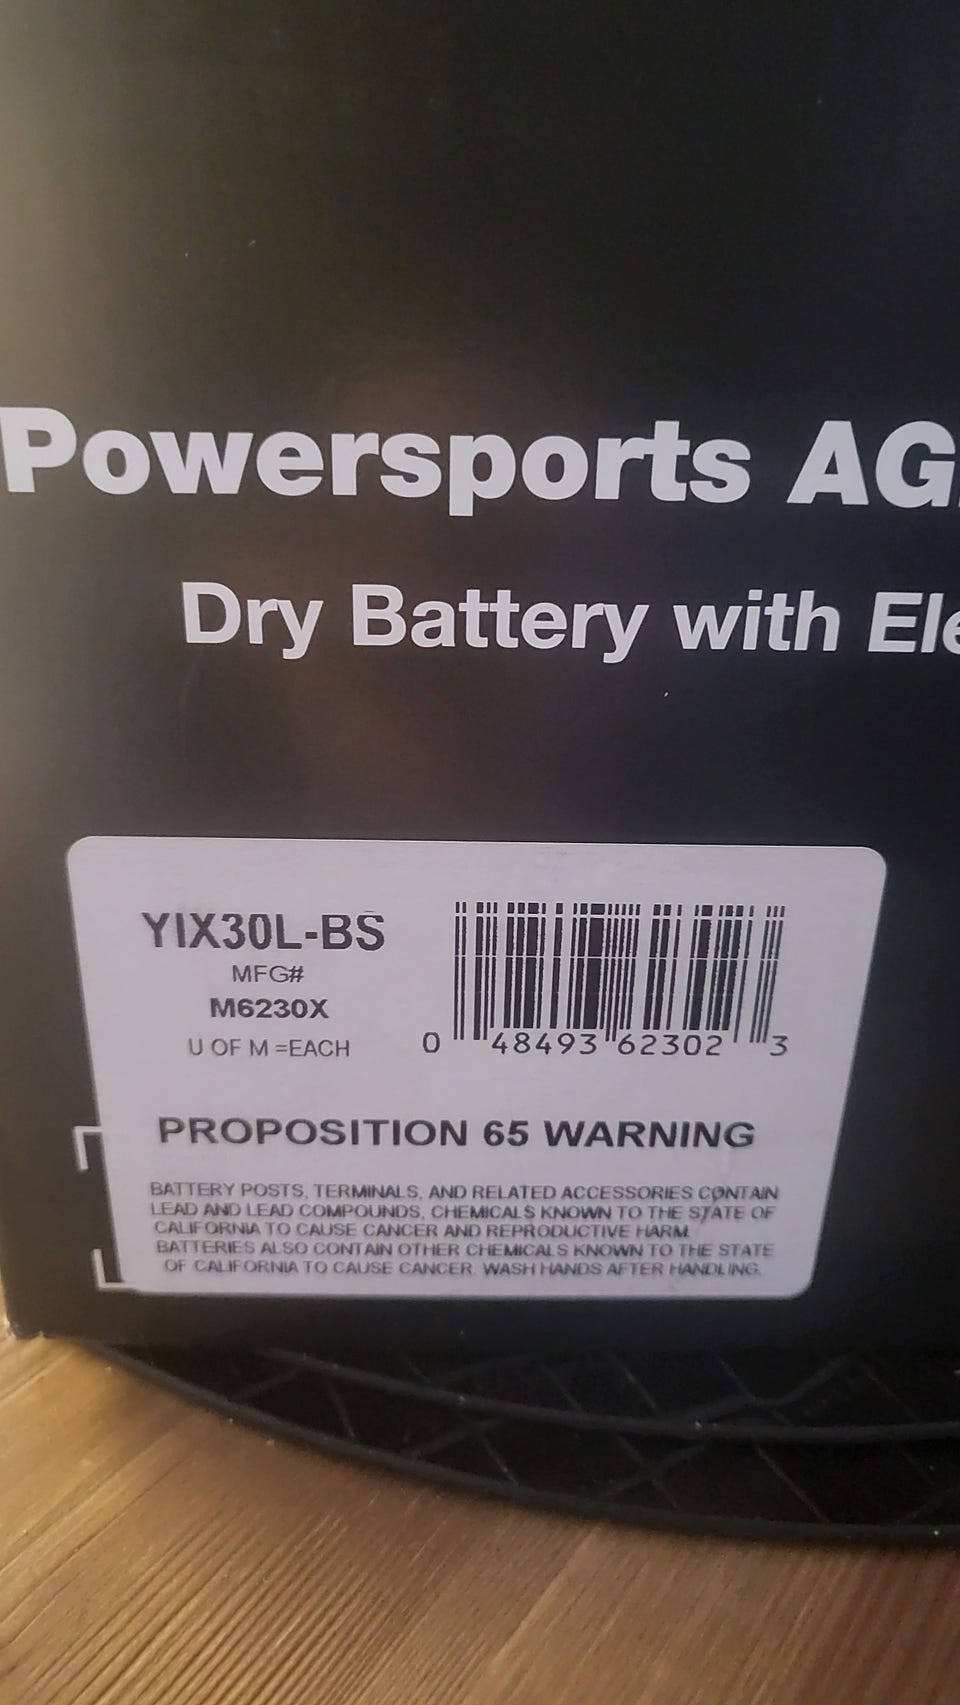 Powersports AG
Dry Battery with Ele
YIX30L-BS
MFG#
M6230X
U OF M =EACH
0 48493 62302 3
PROPOSITION 65 WARNING
BATTERY POSTS, TERMINALS, AND RELATED ACCESSORIES CONTAIN
LEAD AND LEAD COMPOUNDS, CHEMICALS KNOWN TO THE STATE OF
CALIFORNIA TO CAUSE CANCER AND REPRODUCTIVE HARM.
BATTERIES ALSO CONTAIN OTHER CHEMICALS KNOWN TO THE STATE
OF CALIFORNIA TO CAUSE CANCER. WASH HANDS AFTER HANDLING.